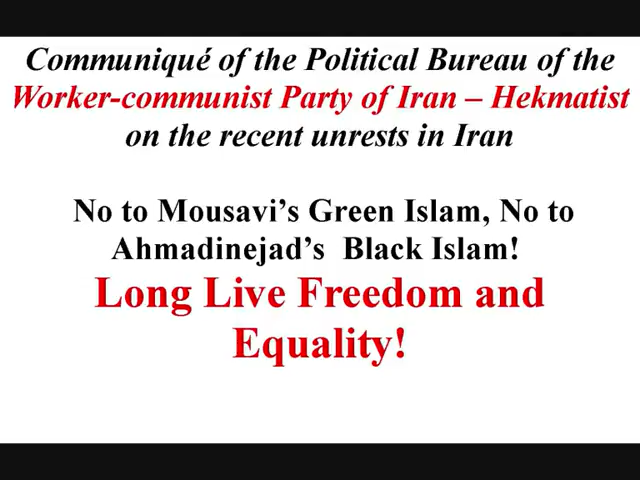 Communiqué of the Political Bureau of the
Worker-communist Party of Iran – Hekmatist
on the recent unrests in Iran
No to Mousavi’s Green Islam, No to
Ahmadinejad’s Black Islam!
Long Live Freedom and
Equality!